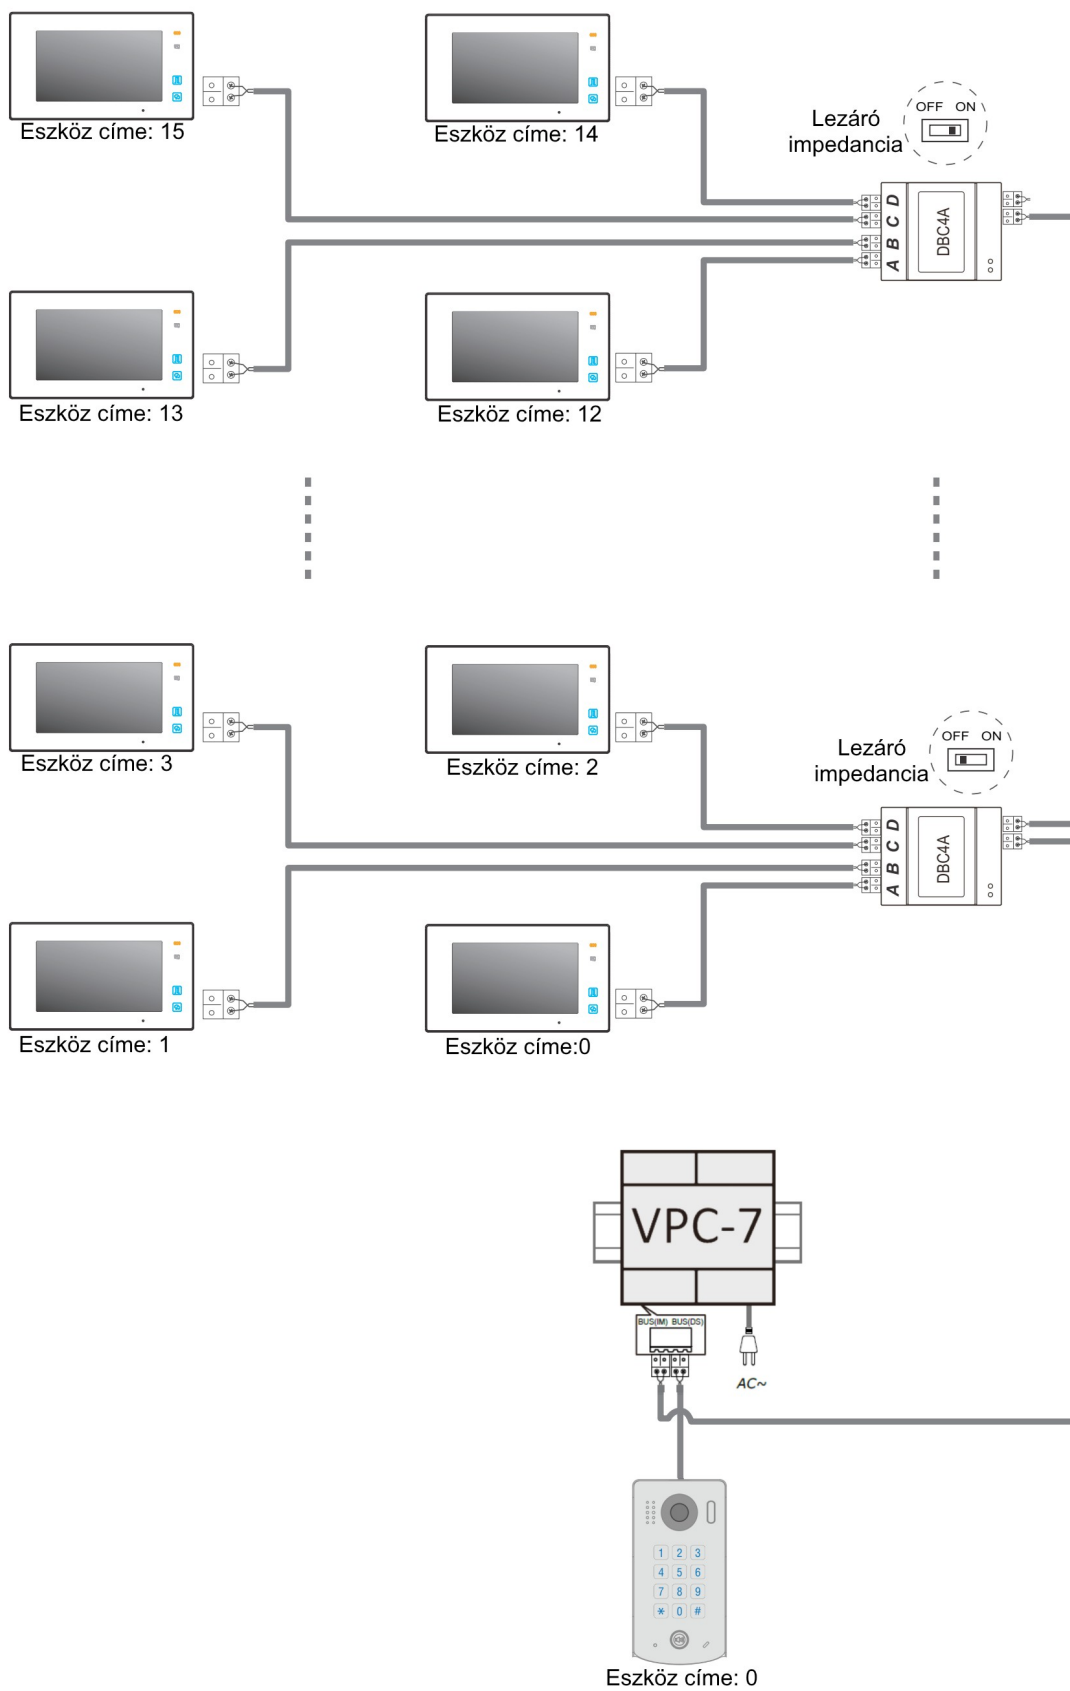 Eszköz címe: 15
Eszköz címe: 14
Lezáró
impedancia
OFF ON
D
C
B
A
DBC4A
Eszköz címe: 13
Eszköz címe: 12
Eszköz címe: 3
Eszköz címe: 2
Lezáró
impedancia
OFF ON
D
C
B
A
DBC4A
Eszköz címe: 1
Eszköz címe:0
VPC-7
BUS(IM) BUS(DS)
AC~
1 2 3
4 5 6
7 8 9
* 0 #
Eszköz címe: 0